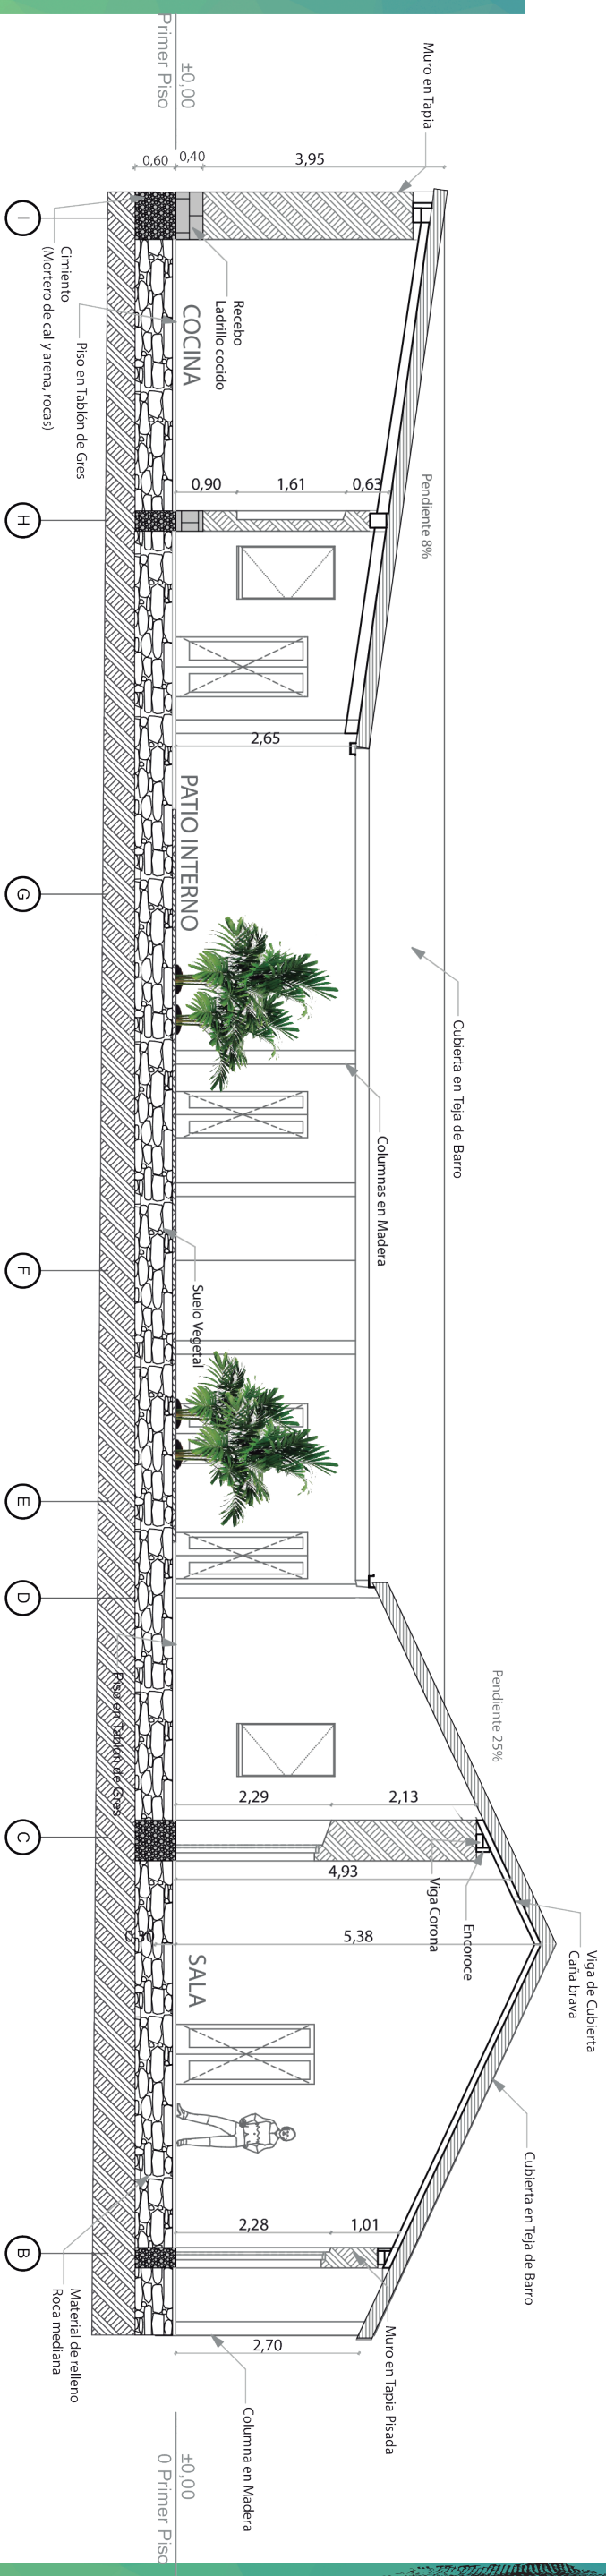 ±0,00
Primer Piso
Muro en Tapia
0,60
0,40
3,95
I
Cimiento
(Mortero de cal y arena, rocas)
Piso en Tablón de Gres
Recebo
Ladrillo cocido
COCINA
0,90
1,61
0,63
Pendiente 8%
H
2,65
PATIO INTERNO
G
Cubierta en Teja de Barro
Columnas en Madera
F
Suelo Vegetal
E
D
Piso en Tablón de Gres
Pendiente 25%
2,29
2,13
C
4,93
Viga Corona
Encoroce
0,30
5,38
SALA
Viga de Cubierta
Caña brava
Cubierta en Teja de Barro
2,28
1,01
B
Material de relleno
Roca mediana
Muro en Tapia Pisada
2,70
Columna en Madera
±0,00
0 Primer Piso